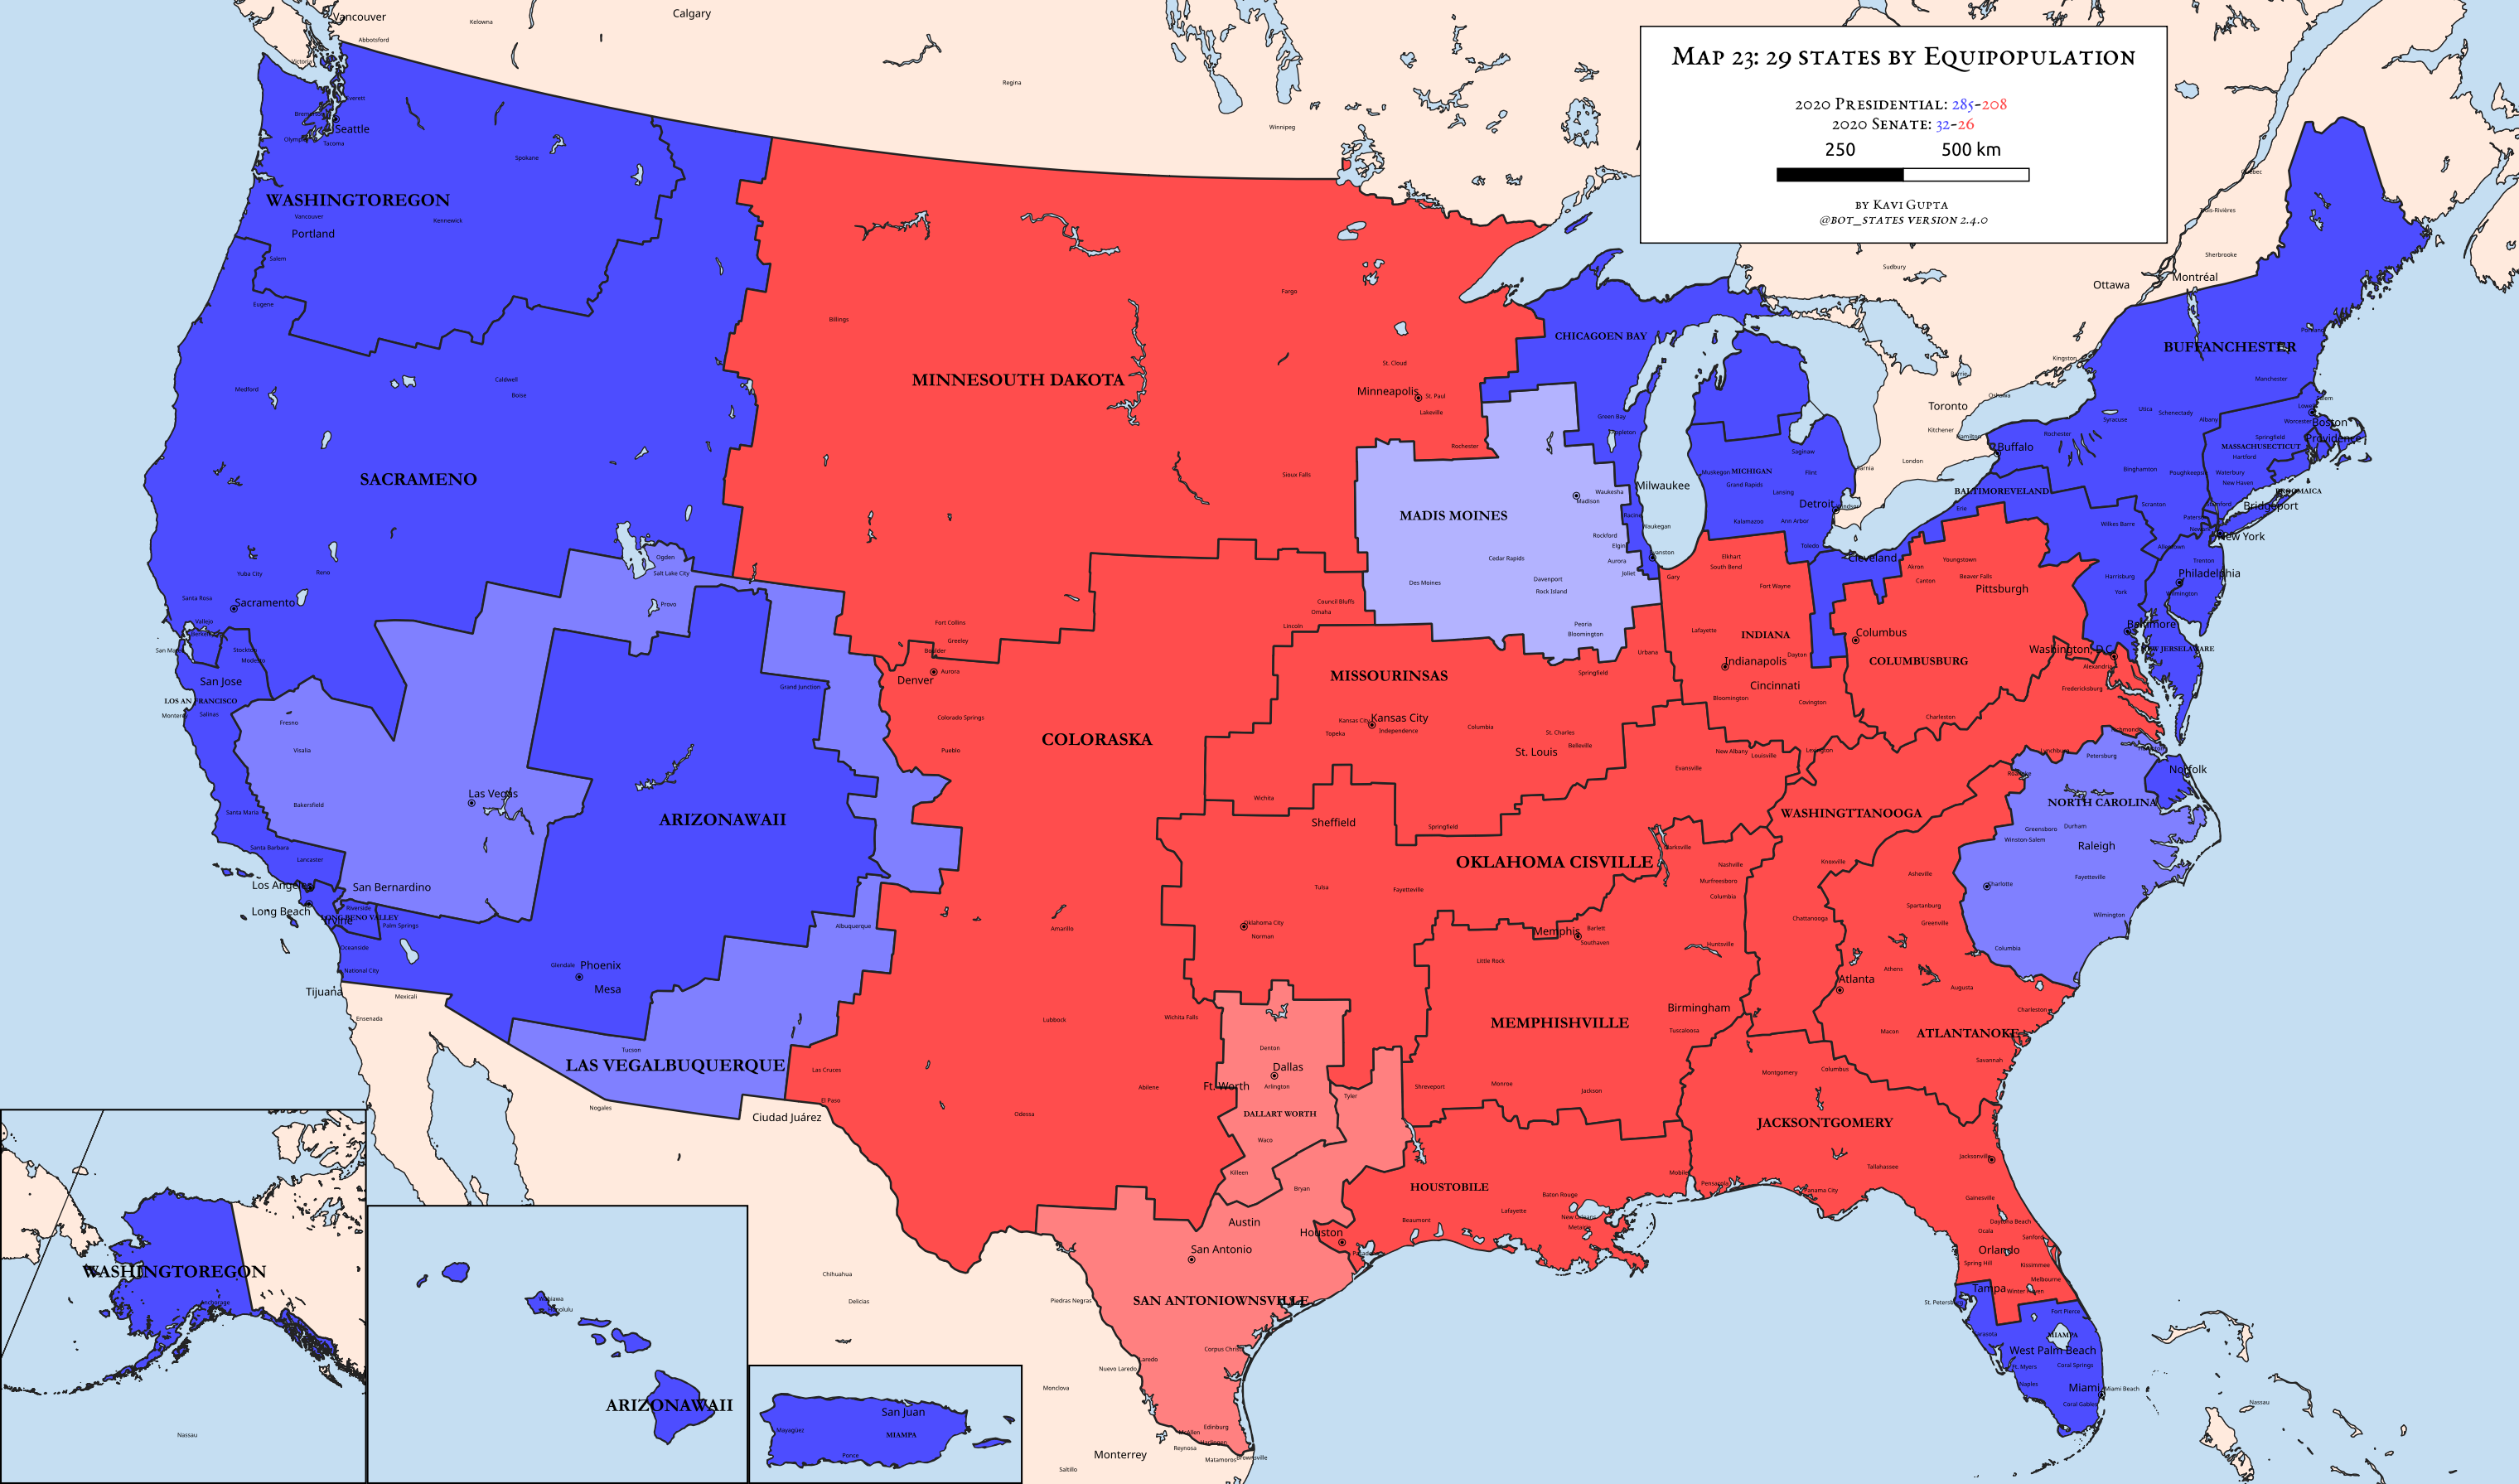 MAP 23: 29 STATES BY EQUIPOPULATION
2020 PRESIDENTIAL: 285-208
2020 SENATE: 32-26
250 500 km
BY KAVI GUPTA
@BOT_STATES VERSION 2.4.0
Vancouver
Kelowna
Calgary
Abbotsford
Victoria
Regina
Winnipeg
Everett
Seattle
Olympia
Tacoma
Spokane
WASHINGTOREGON
Vancouver
Kennewick
Portland
Salem
Eugene
Medford
Caldwell
Boise
SACRAMENO
Yuba City
Reno
Santa Rosa
Sacramento
Vallejo
Stockton
Modesto
San Jose
LOS AN FRANCISCO
Monterey
Salinas
Fresno
Visalia
Bakersfield
Santa Maria
Santa Barbara
Lancaster
Los Angeles
San Bernardino
Long Beach
Riverside
Irvine
Palm Springs
Oceanside
National City
Tijuana
Mexicali
Ensenada
Ogden
Salt Lake City
Provo
Grand Junction
Las Vegas
ARIZONAWAII
Albuquerque
Glendale
Phoenix
Mesa
Tucson
LAS VEGALBUQUERQUE
Nogales
Las Cruces
El Paso
Ciudad Juárez
Billings
Fargo
MINNESOUTH DAKOTA
St. Cloud
Minneapolis
St. Paul
Lakeville
Rochester
Sioux Falls
Fort Collins
Greeley
Boulder
Denver
Aurora
Colorado Springs
Pueblo
COLORASKA
Council Bluffs
Omaha
Lincoln
Amarillo
Lubbock
Wichita Falls
Abilene
Odessa
CHICAGOEN BAY
Green Bay
Appleton
MADIS MOINES
Madison
Waukesha
Milwaukee
Racine
Waukegan
Rockford
Elgin
Evanston
Aurora
Joliet
Cedar Rapids
Des Moines
Davenport
Rock Island
Peoria
Bloomington
Urbana
Springfield
MISSOURINSAS
Kansas City
Kansas City
Independence
Topeka
Columbia
St. Charles
St. Louis
Belleville
Wichita
Springfield
Sheffield
OKLAHOMA CISVILLE
Tulsa
Fayetteville
Oklahoma City
Norman
Evansville
New Albany
Louisville
Lexington
MICHIGAN
Saginaw
Muskegon
Grand Rapids
Flint
Lansing
Detroit
Windsor
Kalamazoo
Ann Arbor
Toledo
Elkhart
South Bend
Gary
Fort Wayne
Lafayette
INDIANA
Indianapolis
Dayton
Cincinnati
Bloomington
Covington
Cleveland
Akron
Canton
Youngstown
Beaver Falls
Pittsburgh
Columbus
COLUMBUSBURG
Charleston
Erie
BALTIMOREVELAND
Sudbury
Ottawa
Montréal
Sherbrooke
Trois-Rivières
Québec
Kingston
Barrie
Oshawa
Toronto
Kitchener
Hamilton
London
Sarnia
Buffalo
Rochester
Syracuse
Utica
Schenectady
Albany
Binghamton
BUFFANCHESTER
Portland
Manchester
Salem
Lowell
Worcester
Boston
Springfield
Providence
MASSACHUSECTICUT
Hartford
Waterbury
New Haven
Poughkeepsie
Stamford
Bridgeport
BROOMAICA
New York
Paterson
Newark
Scranton
Wilkes Barre
Allentown
Trenton
Philadelphia
Harrisburg
York
Wilmington
Baltimore
Washington, D.C.
NEW JERSELAWARE
Alexandria
Fredericksburg
Richmond
Lynchburg
Petersburg
Roanoke
Norfolk
NORTH CAROLINA
Greensboro
Durham
Winston-Salem
Raleigh
Charlotte
Fayetteville
Wilmington
Columbia
WASHINGTTANOOGA
Knoxville
Asheville
Spartanburg
Greenville
Chattanooga
Clarksville
Nashville
Murfreesboro
Columbia
Huntsville
Memphis
Bartlett
Southaven
Little Rock
Birmingham
Tuscaloosa
MEMPHISHVILLE
Atlanta
Athens
Augusta
Charleston
Macon
ATLANTANOKE
Savannah
Montgomery
Columbus
JACKSONTGOMERY
Jacksonville
Tallahassee
Pensacola
Panama City
Gainesville
Daytona Beach
Ocala
Sanford
Orlando
Spring Hill
Kissimmee
Melbourne
Tampa
Winter Haven
St. Petersburg
Fort Pierce
Sarasota
MIAMPA
West Palm Beach
Ft. Myers
Coral Springs
Naples
Miami
Miami Beach
Coral Gables
Nassau
Denton
Dallas
Ft. Worth
Arlington
DALLART WORTH
Tyler
Waco
Killeen
Bryan
Austin
Houston
Pasadena
San Antonio
SAN ANTONIOWNSVILLE
Corpus Christi
Laredo
Nuevo Laredo
Edinburg
McAllen
Harlingen
Reynosa
Matamoros
Brownsville
Monterrey
Saltillo
Monclova
Piedras Negras
Chihuahua
Delicias
Shreveport
Monroe
Jackson
HOUSTOBILE
Beaumont
Lafayette
Baton Rouge
New Orleans
Metairie
Mobile
WASHINGTOREGON
Anchorage
Nassau
Wahiawa
Honolulu
ARIZONAWAII
San Juan
Mayagüez
MIAMPA
Ponce